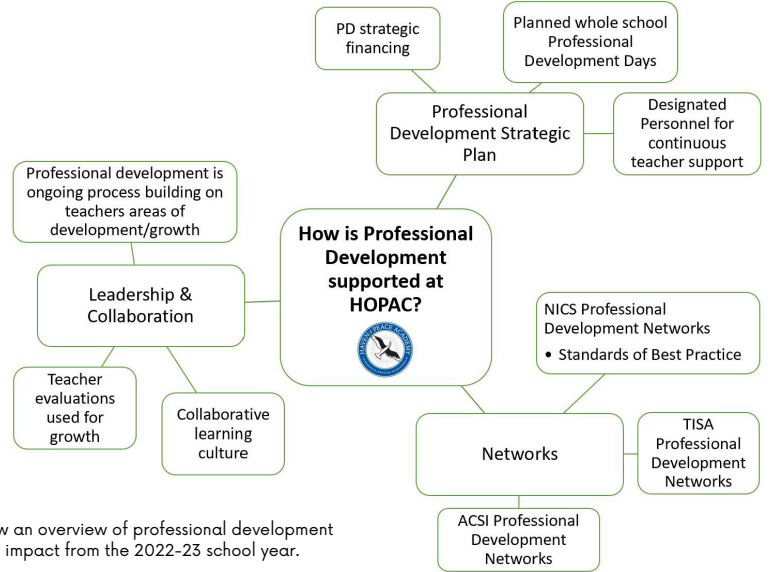 PD strategic
financing
Planned whole school
Professional
Development Days
Professional
Development Strategic
Plan
Designated
Personnel for
continuous
teacher support
Professional development is
ongoing process building on
teachers areas of
development/growth
How is Professional
Development
supported at
HOPAC?
Leadership &
Collaboration
NICS Professional
Development Networks
• Standards of Best Practice
Teacher
evaluations
used for
growth
Collaborative
learning
culture
Networks
TISA
Professional
Development
Networks
ACSI Professional
Development
Networks
an overview of professional development
impact from the 2022-23 school year.